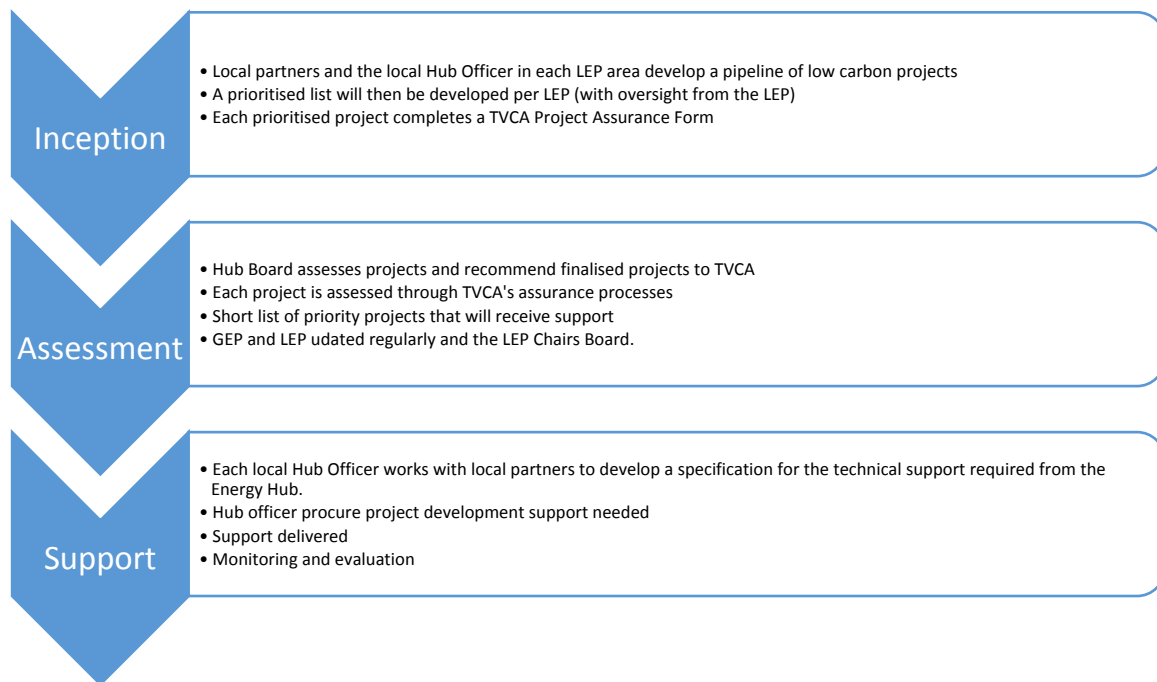 Inception
• Local partners and the local Hub Officer in each LEP area develop a pipeline of low carbon projects
• A prioritised list will then be developed per LEP (with oversight from the LEP)
• Each prioritised project completes a TVCA Project Assurance Form
Assessment
• Hub Board assesses projects and recommend finalised projects to TVCA
• Each project is assessed through TVCA's assurance processes
• Short list of priority projects that will receive support
• GEP and LEP udated regularly and the LEP Chairs Board.
Support
• Each local Hub Officer works with local partners to develop a specification for the technical support required from the
Energy Hub.
• Hub officer procure project development support needed
• Support delivered
• Monitoring and evaluation